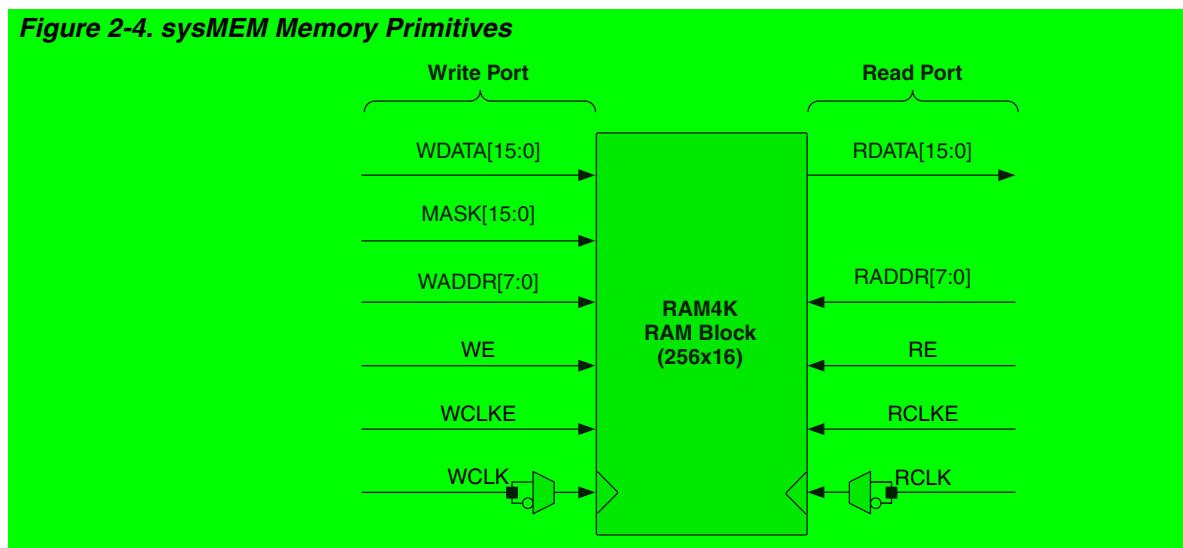 Figure 2-4. sysMEM Memory Primitives
Write Port
Read Port
WDATA[15:0]
RDATA[15:0]
MASK[15:0]
WADDR[7:0]
RADDR[7:0]
RAM4K
RAM Block
(256x16)
WE
RE
WCLKE
RCLKE
WCLK
RCLK